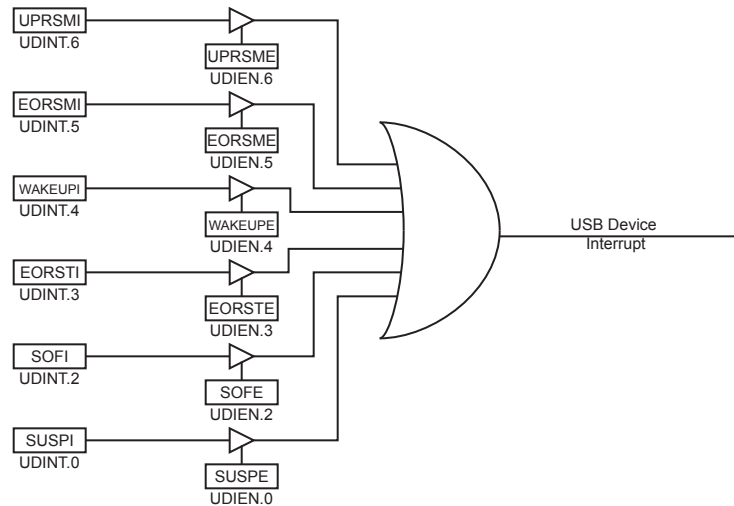 UPRSMI
UDINT.6
UPRSME
UDIEN.6
EORSMI
UDINT.5
EORSME
UDIEN.5
WAKEUPI
UDINT.4
WAKEUPE
UDIEN.4
EORSTI
UDINT.3
EORSTE
UDIEN.3
SOFI
UDINT.2
SOFE
UDIEN.2
SUSPI
UDINT.0
SUSPE
UDIEN.0
USB Device
Interrupt